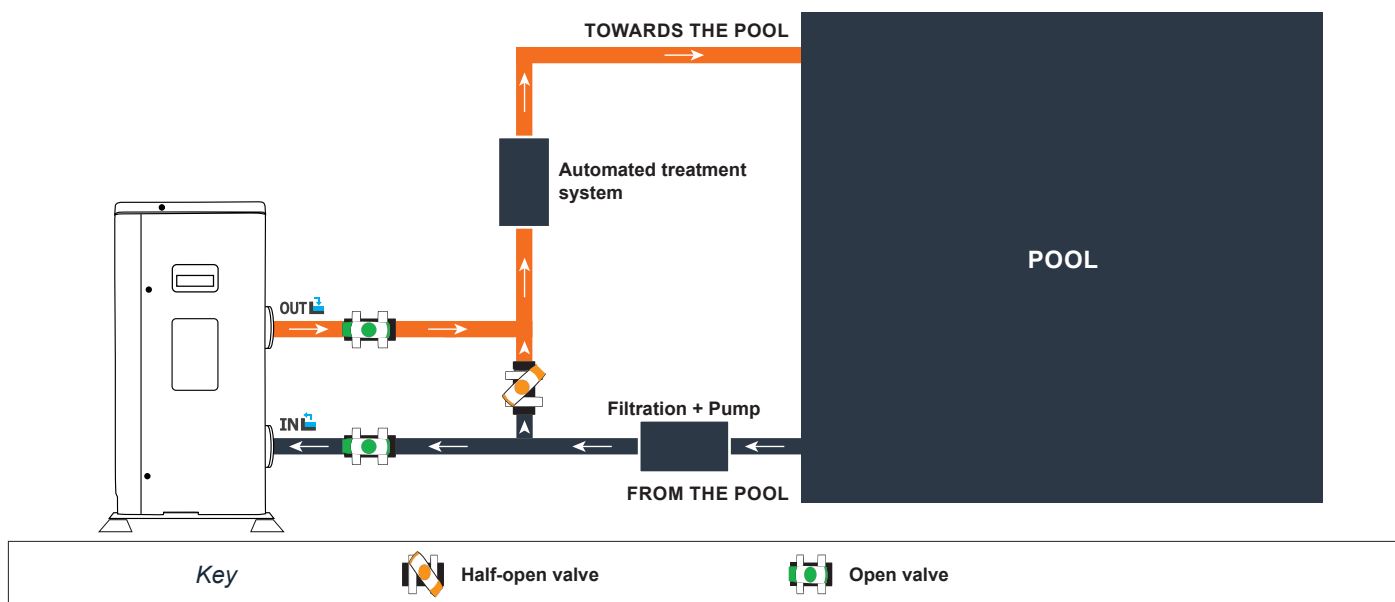 TOWARDS THE POOL
Automated treatment
system
POOL
OUT
IN
Filtration + Pump
FROM THE POOL
Key
Half-open valve
Open valve